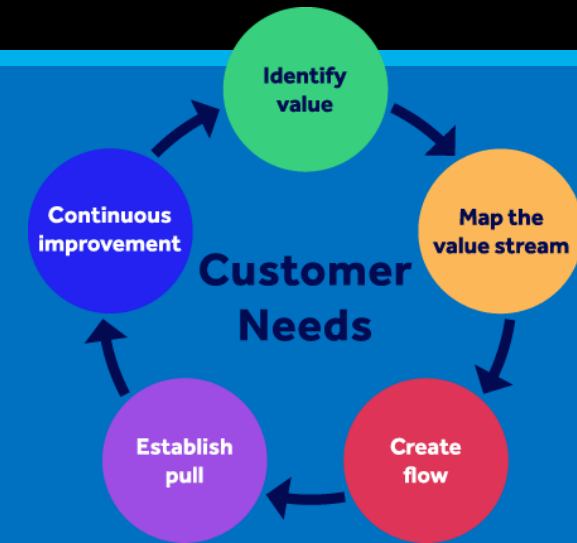 Identify
value
Map the
value stream
Create
flow
Establish
pull
Continuous
improvement
Customer
Needs